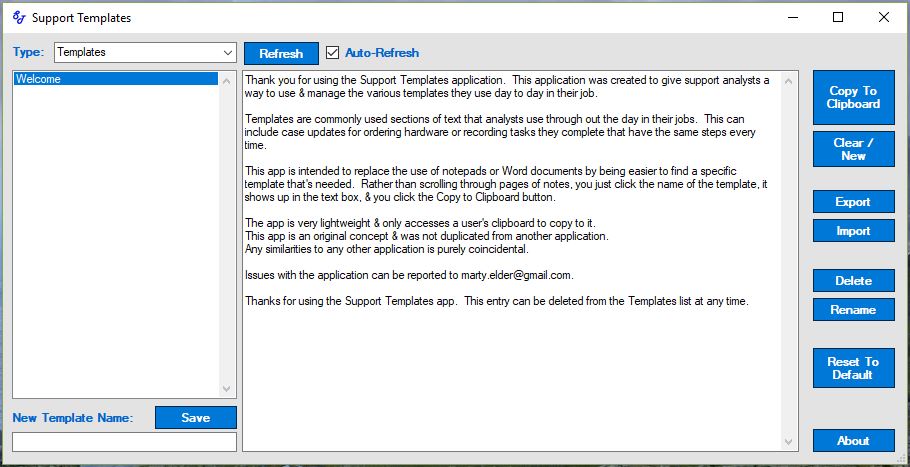 Support Templates
Type: Templates Refresh Auto-Refresh
Welcome
Thank you for using the Support Templates application.  This application was created to give support analysts a
way to use & manage the various templates they use day to day in their job.
Templates are commonly used sections of text that analysts use through out the day in their jobs.  This can
include case updates for ordering hardware or recording tasks they complete that have the same steps every
time.
This app is intended to replace the use of notepads or Word documents by being easier to find a specific
template that's needed.  Rather than scrolling through pages of notes, you just click the name of the template, it
shows up in the text box, & you click the Copy to Clipboard button.
The app is very lightweight & only accesses a user's clipboard to copy to it.
This app is an original concept & was not duplicated from another application.
Any similarities to any other application is purely coincidental.
Issues with the application can be reported to marty.elder@gmail.com.
Thanks for using the Support Templates app.  This entry can be deleted from the Templates list at any time.
Copy To
Clipboard
Clear /
New
Export
Import
Delete
Rename
Reset To
Default
New Template Name: Save
About